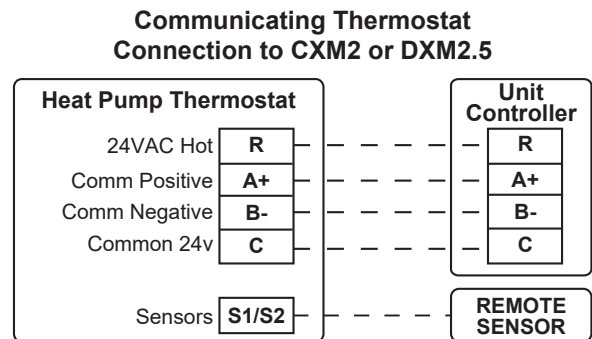 Communicating Thermostat
Connection to CXM2 or DXM2.5
Heat Pump Thermostat
Unit
Controller
24VAC Hot R R
Comm Positive A+ A+
Comm Negative B- B-
Common 24v C C
Sensors S1/S2 REMOTE
SENSOR